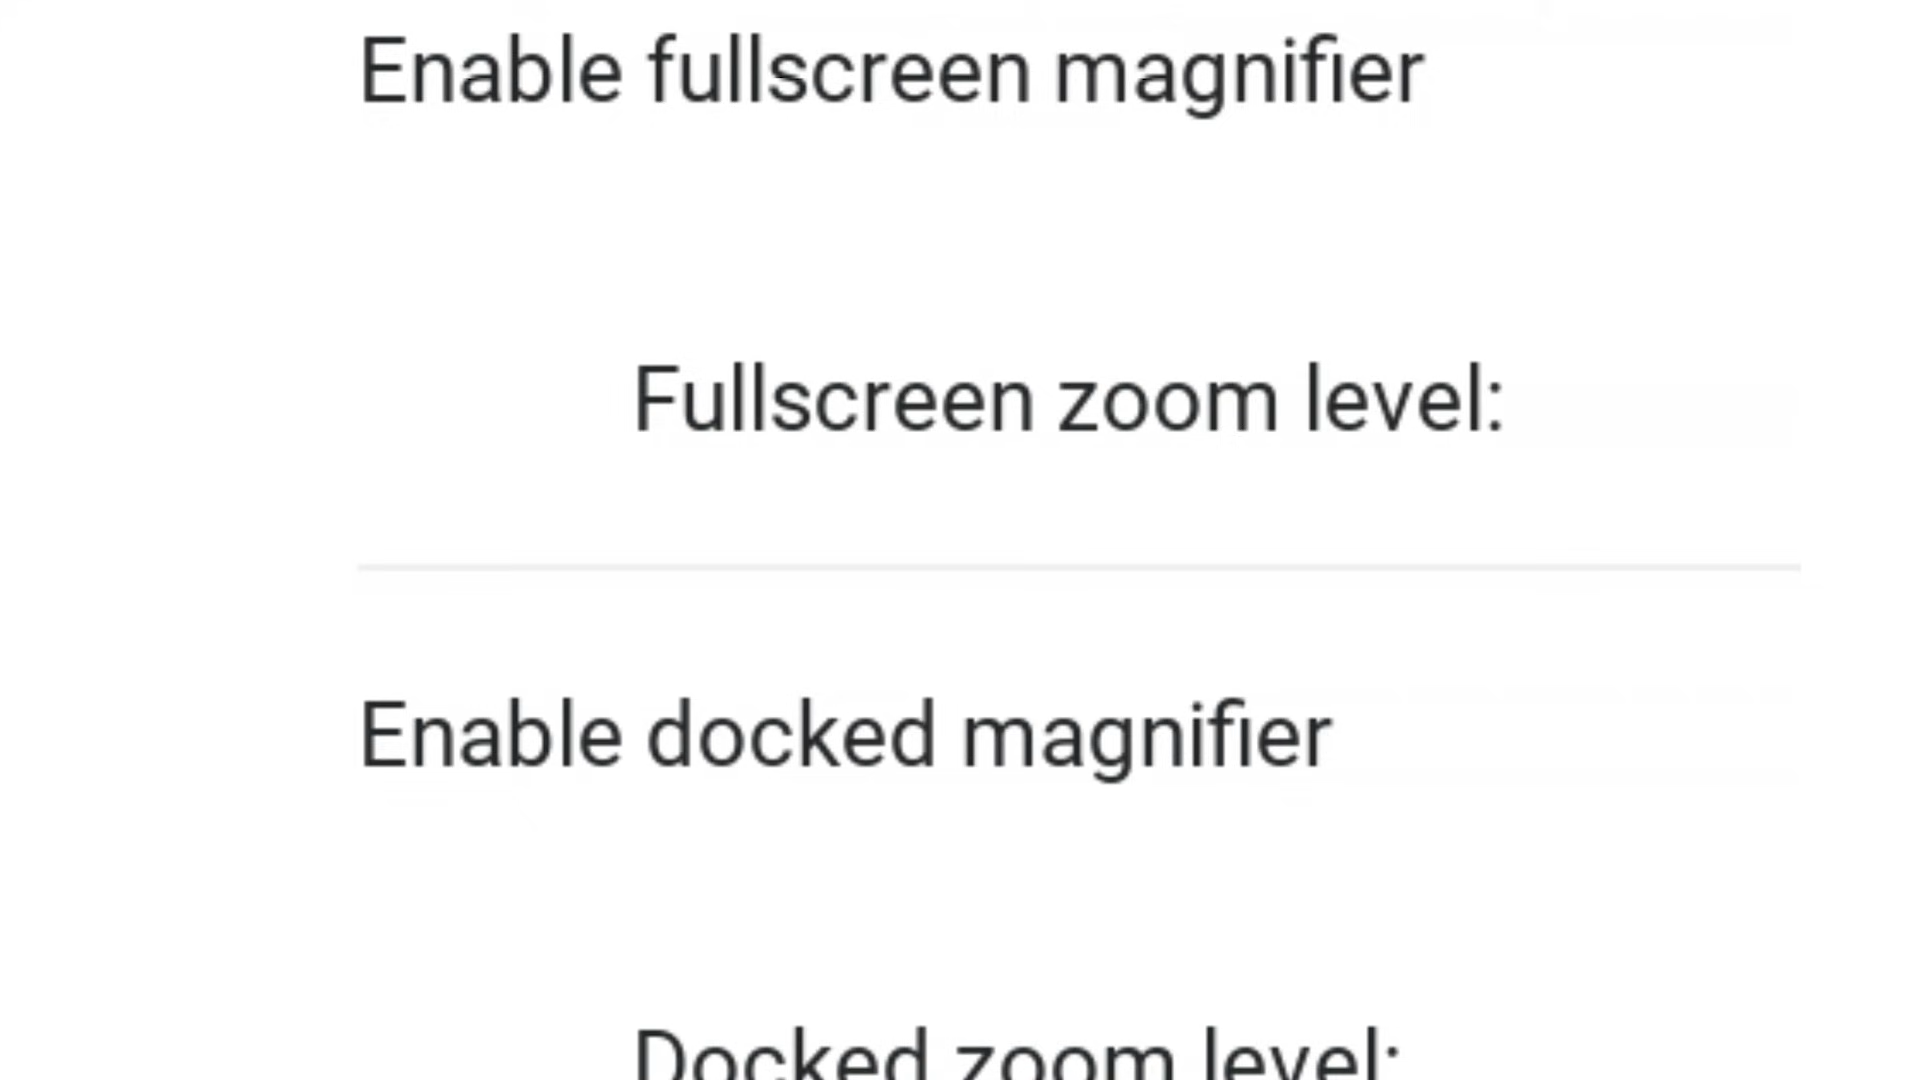 Enable fullscreen magnifier
Fullscreen zoom level:
Enable docked magnifier
Docked zoom level: